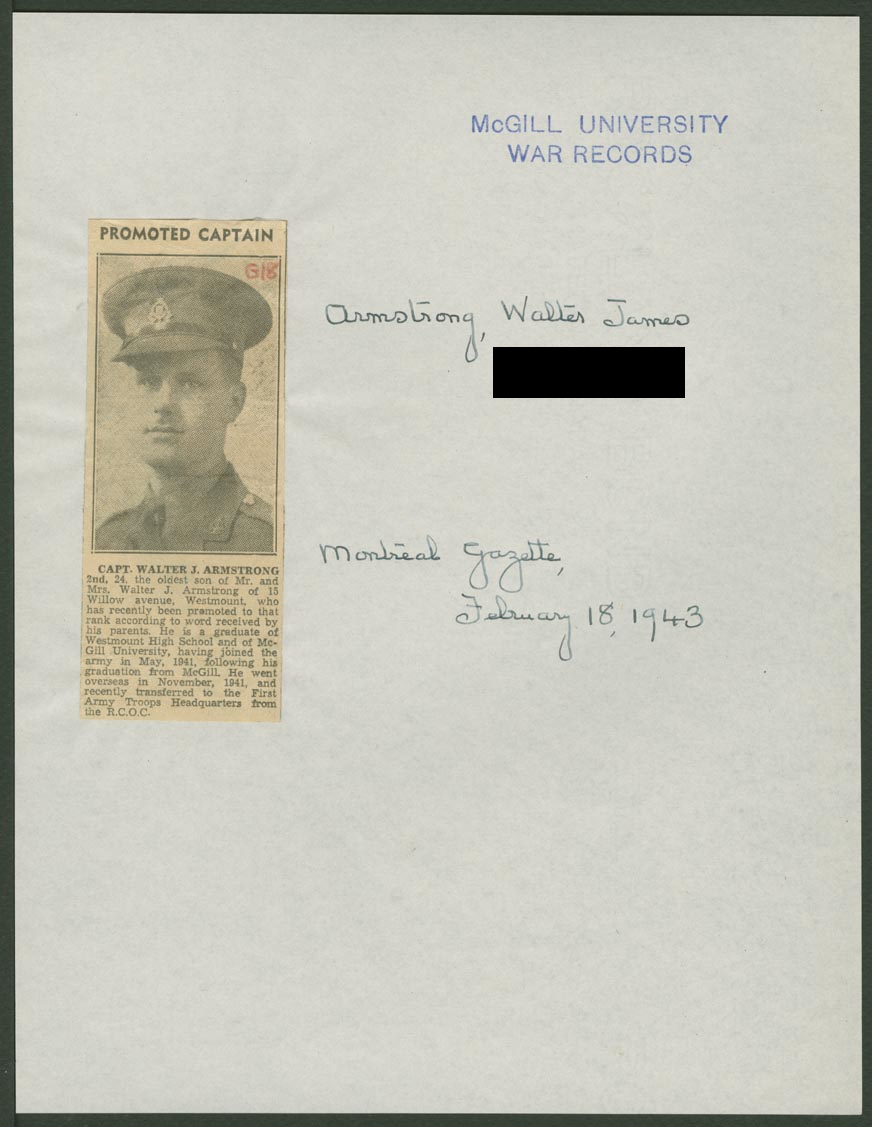 McGILL UNIVERSITY
WAR RECORDS
PROMOTED CAPTAIN
G18
Armstrong, Walter James
CAPT. WALTER J. ARMSTRONG
2nd, 24, the oldest son of Mr. and
Mrs. Walter J. Armstrong of 15
Willow avenue, Westmount, who
has recently been promoted to that
rank according to word received by
his parents. He is a graduate of
Westmount High School and of Mc-
Gill University, having joined the
army in May, 1941, following his
graduation from McGill. He went
overseas in November, 1941, and
recently transferred to the First
Army Troops Headquarters from
the R.C.O.C.
Montreal Gazette,
February 18, 1943